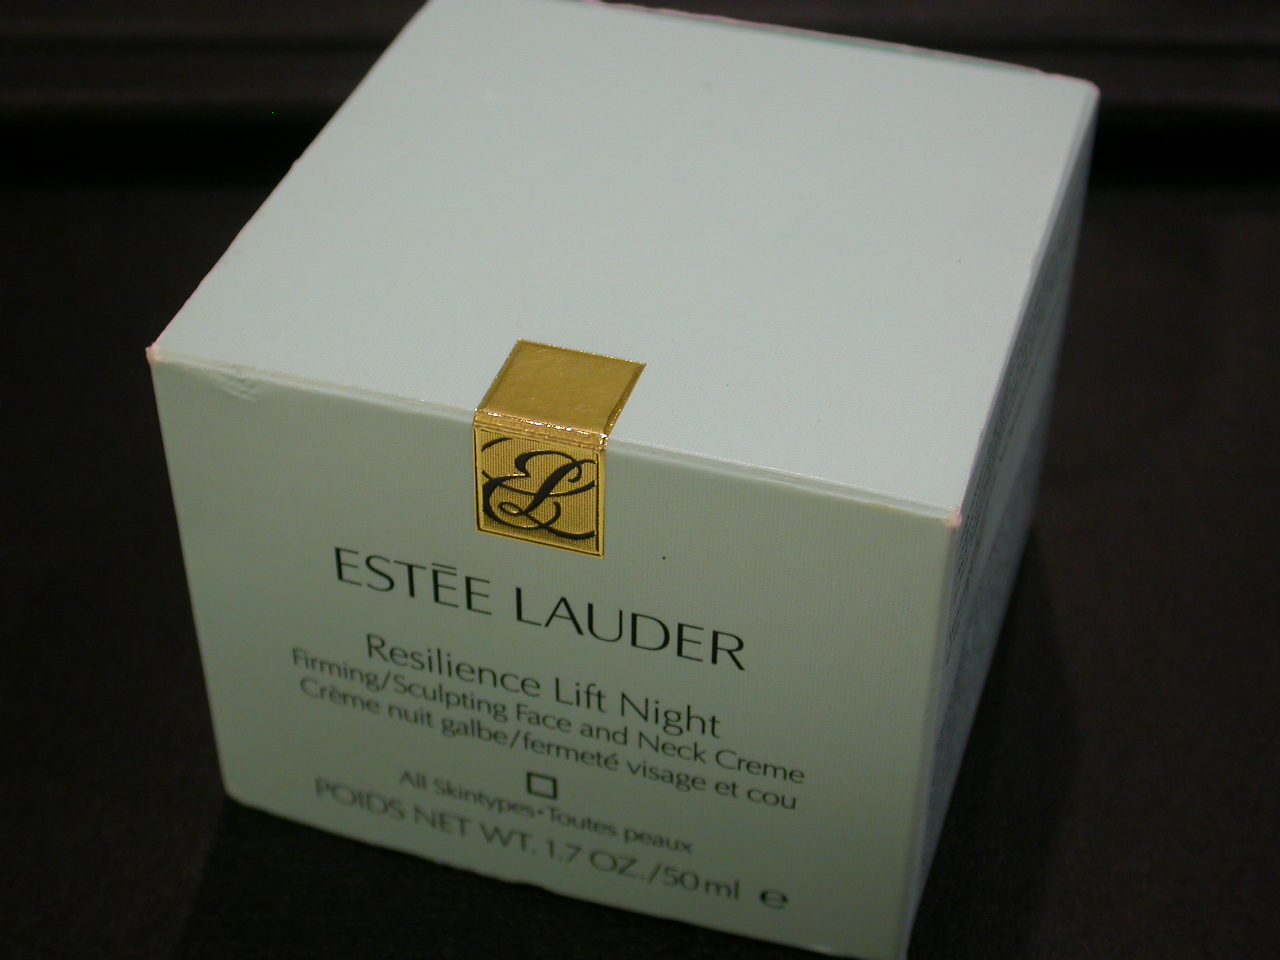 EL
ESTĒE LAUDER
Resilience Lift Night
Firming/Sculpting Face and Neck Creme
Crème nuit galbe/fermeté visage et cou
All Skintypes•Toutes peaux
POIDS NET WT. 1.7 OZ./50 ml ℮